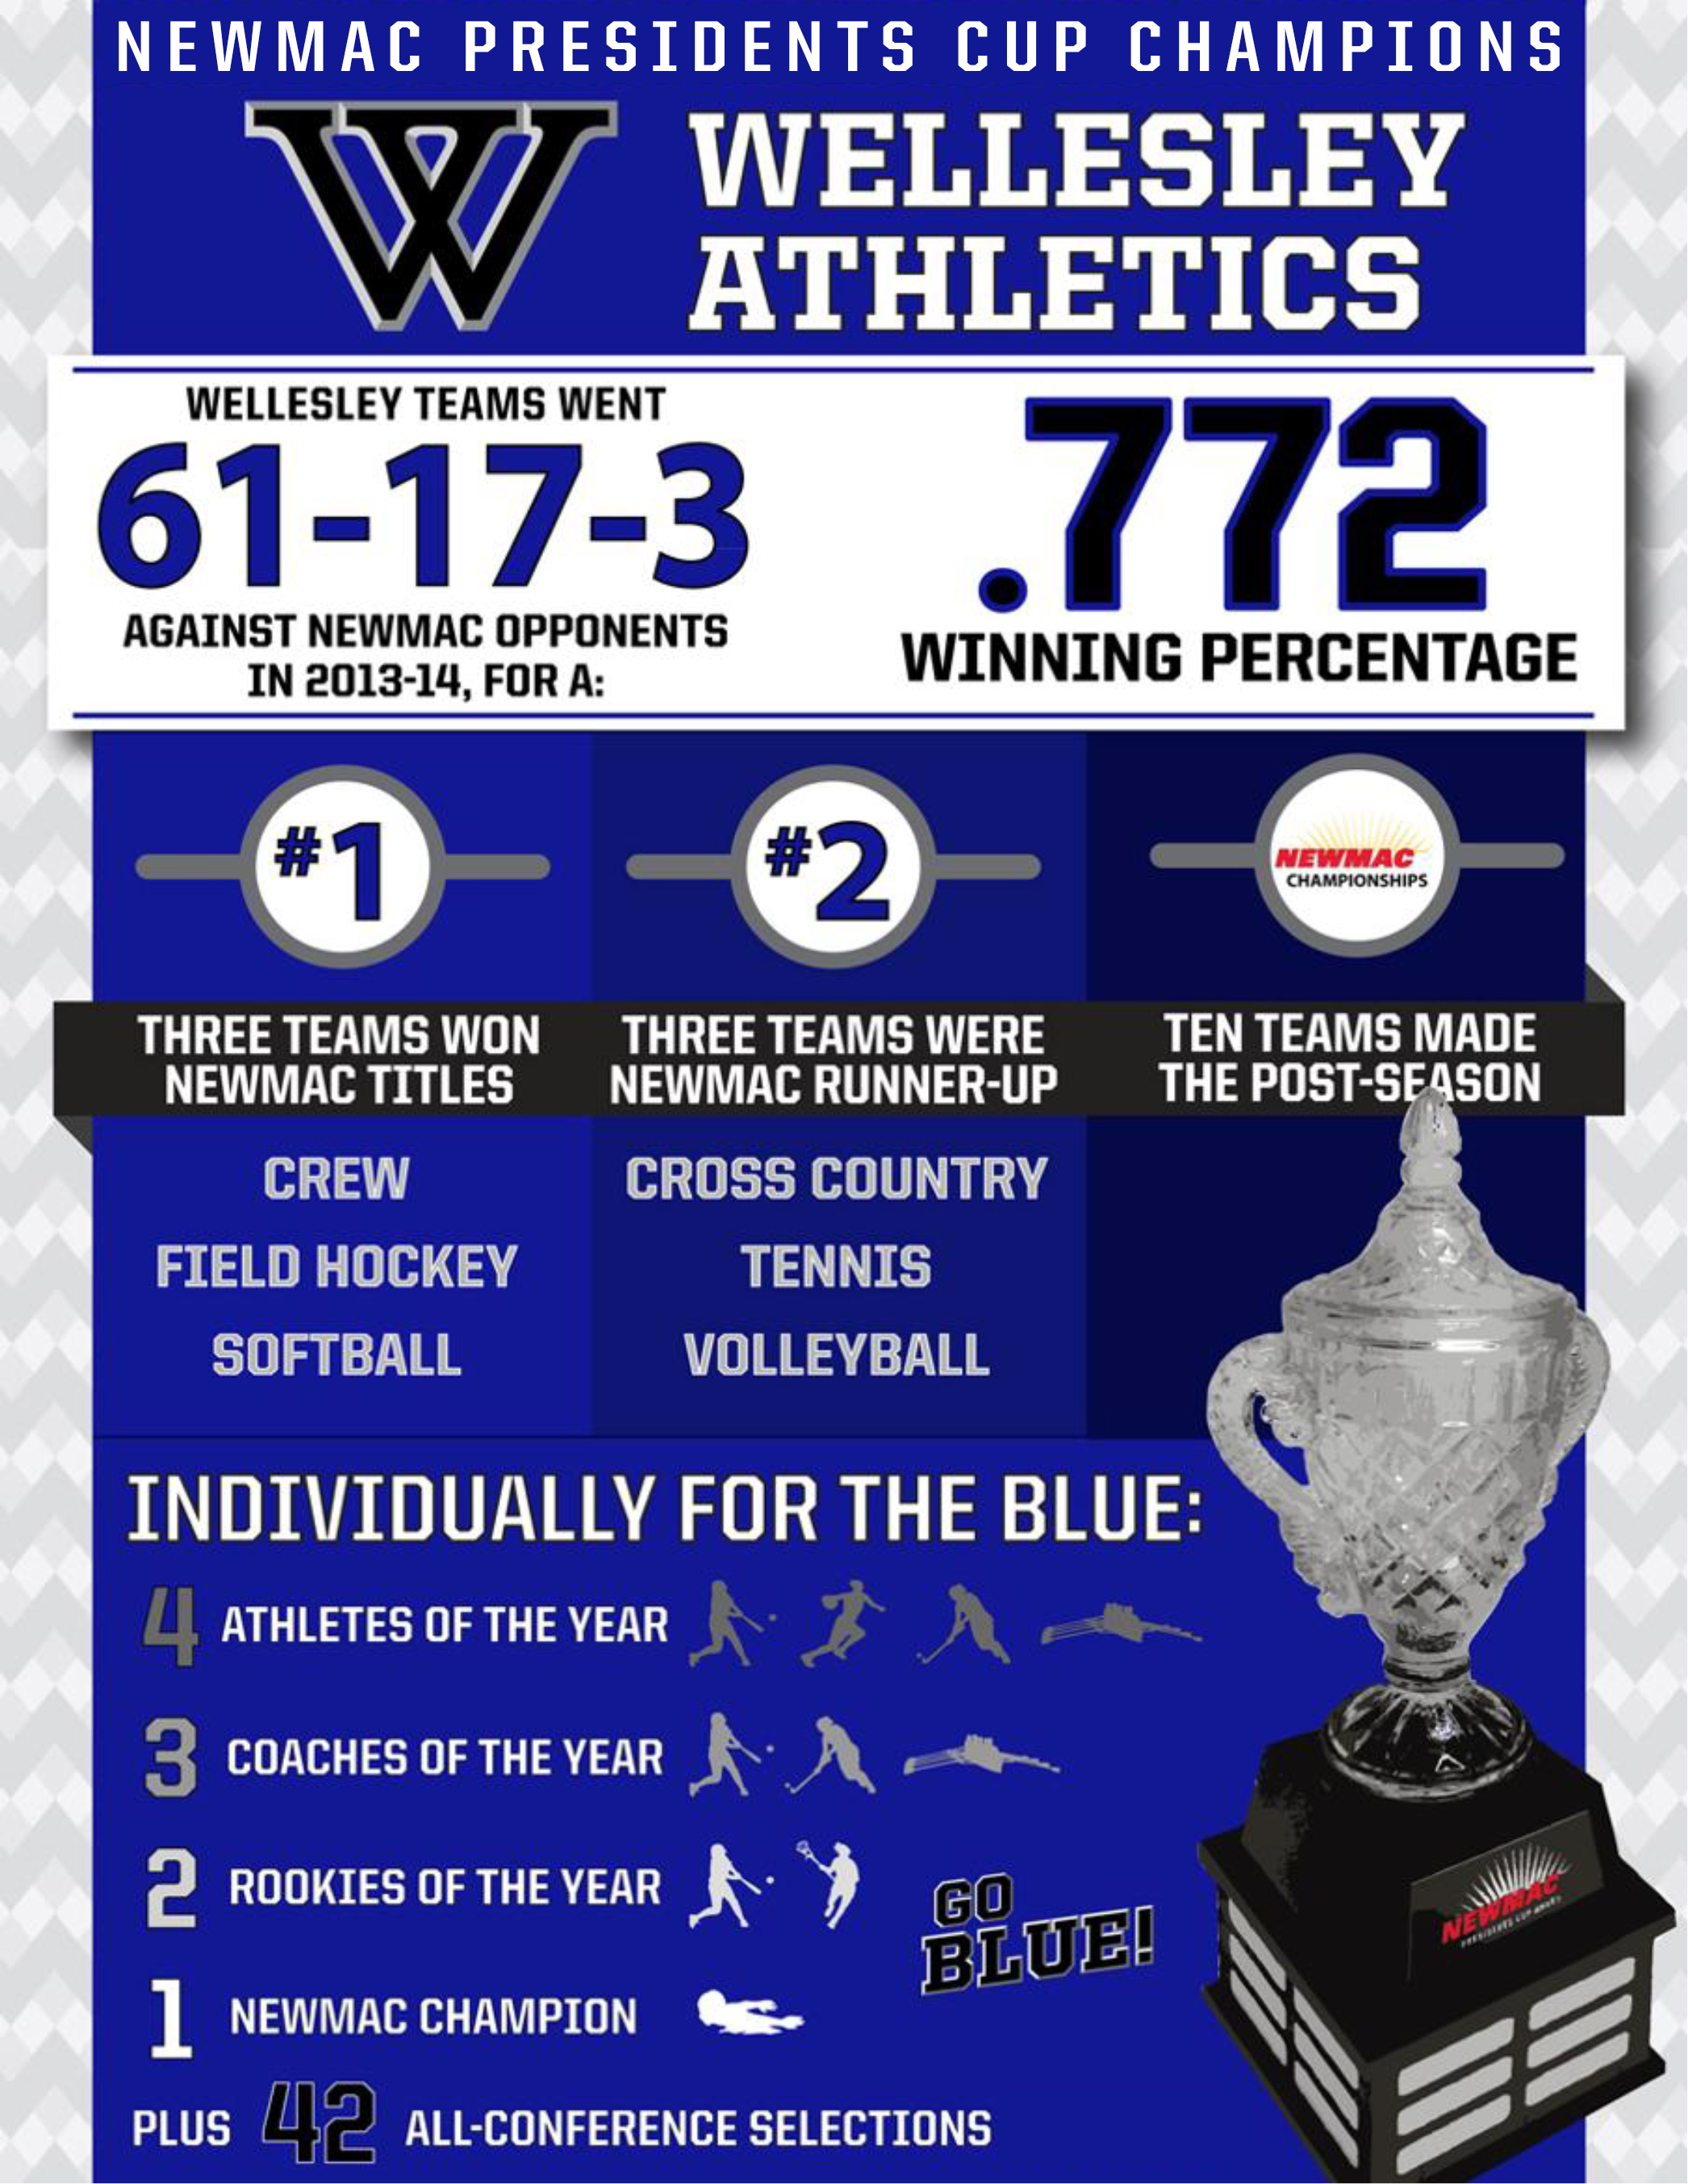 NEWMAC PRESIDENTS CUP CHAMPIONS
W
WELLESLEY
ATHLETICS
WELLESLEY TEAMS WENT
61-17-3
AGAINST NEWMAC OPPONENTS
IN 2013-14, FOR A:
.772
WINNING PERCENTAGE
#1
THREE TEAMS WON
NEWMAC TITLES
CREW
FIELD HOCKEY
SOFTBALL
#2
THREE TEAMS WERE
NEWMAC RUNNER-UP
CROSS COUNTRY
TENNIS
VOLLEYBALL
NEWMAC
CHAMPIONSHIPS
TEN TEAMS MADE
THE POST-SEASON
INDIVIDUALLY FOR THE BLUE:
4 ATHLETES OF THE YEAR
3 COACHES OF THE YEAR
2 ROOKIES OF THE YEAR
1 NEWMAC CHAMPION
PLUS 42 ALL-CONFERENCE SELECTIONS
GO
BLUE!
NEWMAC